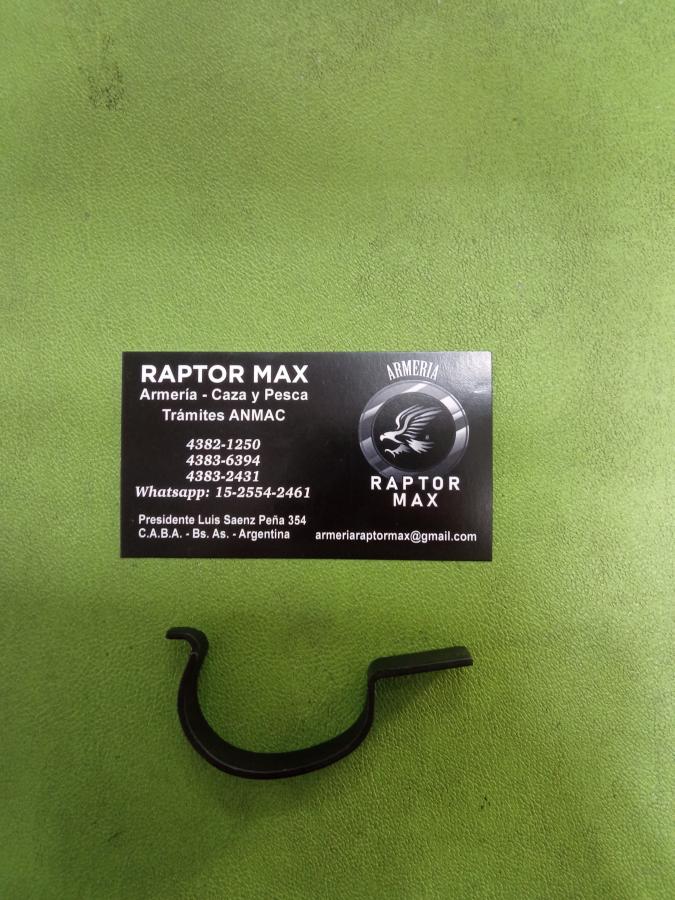 RAPTOR MAX
Armería - Caza y Pesca
Trámites ANMAC
4382-1250
4383-6394
4383-2431
Whatsapp: 15-2554-2461
Presidente Luis Saenz Peña 354
C.A.B.A. - Bs. As. - Argentina
ARMERIA
RAPTOR
MAX
armeriaraptormax@gmail.com